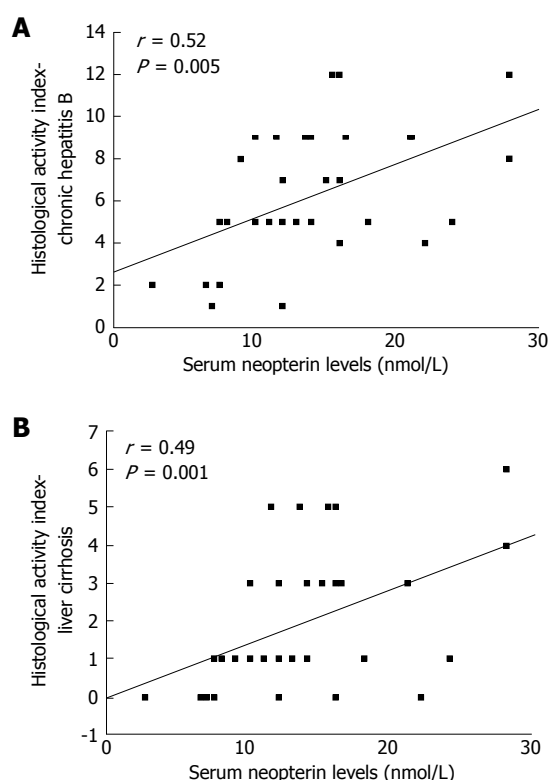 A
r = 0.52
P = 0.005
14
12
10
8
6
4
2
0
0 10 20 30
Serum neopterin levels (nmol/L)
Histological activity index-
chronic hepatitis B
B
r = 0.49
P = 0.001
7
6
5
4
3
2
1
0
-1
0 10 20 30
Serum neopterin levels (nmol/L)
Histological activity index-
liver cirrhosis